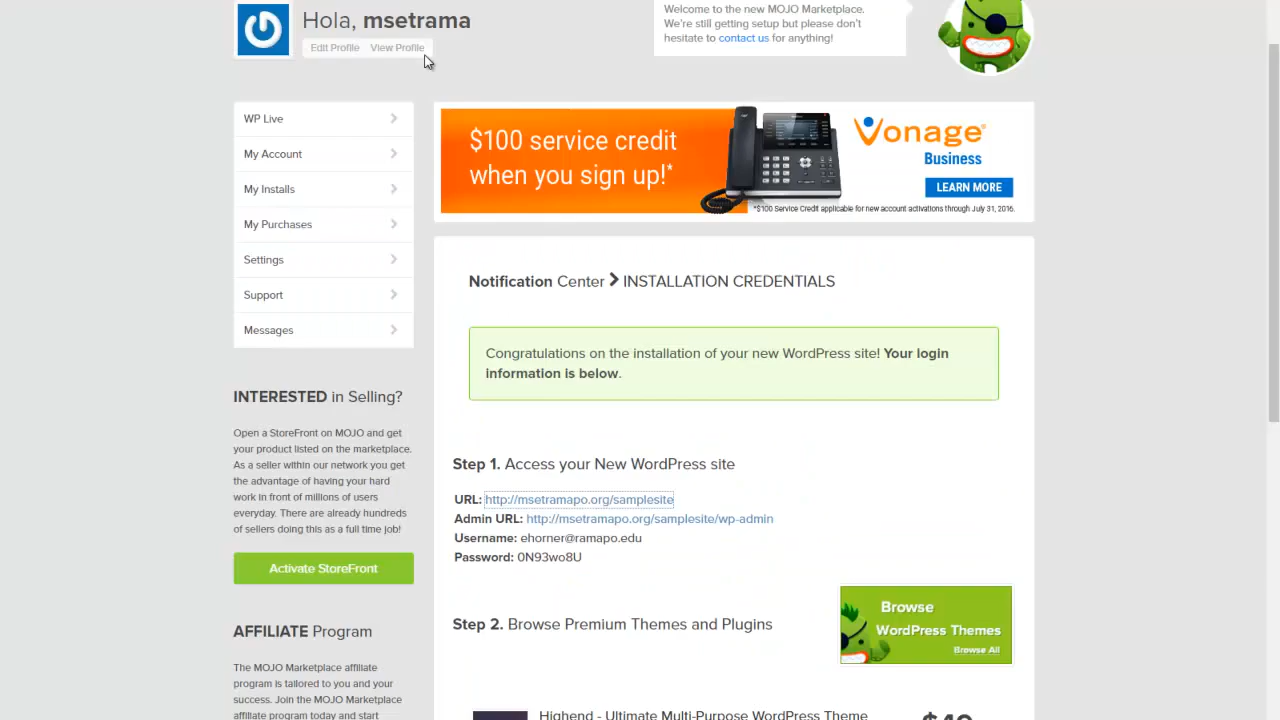 Hola, msetrama
Edit Profile View Profile
Welcome to the new MOJO Marketplace.
We're still getting setup but please don't
hesitate to contact us for anything!
WP Live
My Account
My Installs
My Purchases
Settings
Support
Messages
$100 service credit
when you sign up!*
Vonage®
Business
LEARN MORE
*$100 Service Credit applicable for new account activations through July 31, 2016.
Notification Center > INSTALLATION CREDENTIALS
Congratulations on the installation of your new WordPress site! Your login
information is below.
INTERESTED in Selling?
Open a StoreFront on MOJO and get
your product listed on the marketplace.
As a seller within our network you get
the advantage of having your hard
work in front of millions of users
everyday. There are already hundreds
of sellers doing this as a full time job!
Activate StoreFront
AFFILIATE Program
The MOJO Marketplace affiliate
program is tailored to you and your
success. Join the MOJO Marketplace
affiliate program today and start
Step 1. Access your New WordPress site
URL: http://msetramapo.org/samplesite
Admin URL: http://msetramapo.org/samplesite/wp-admin
Username: ehorner@ramapo.edu
Password: 0N93wo8U
Step 2. Browse Premium Themes and Plugins
Browse
WordPress Themes
Browse All
Highend - Ultimate Multi-Purpose WordPress Theme